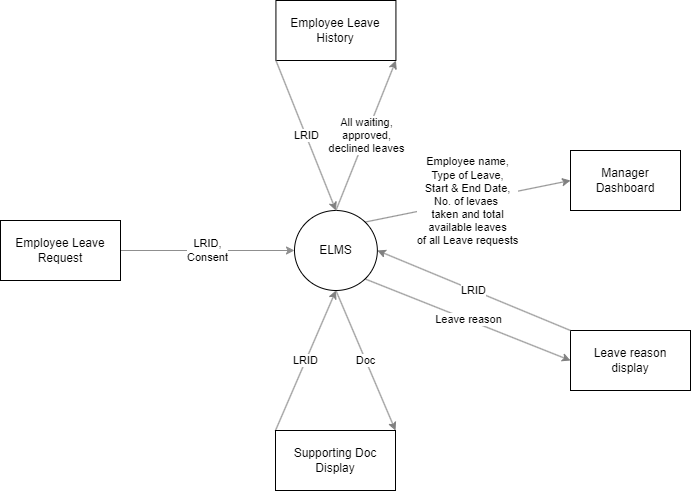 Employee Leave
History
LRID
All waiting,
approved,
declined leaves
Employee name,
Type of Leave,
Start & End Date,
No. of levaes
taken and total
available leaves
of all Leave requests
Manager
Dashboard
Employee Leave
Request
LRID,
Consent
ELMS
LRID
Leave reason
Leave reason
display
LRID
Doc
Supporting Doc
Display